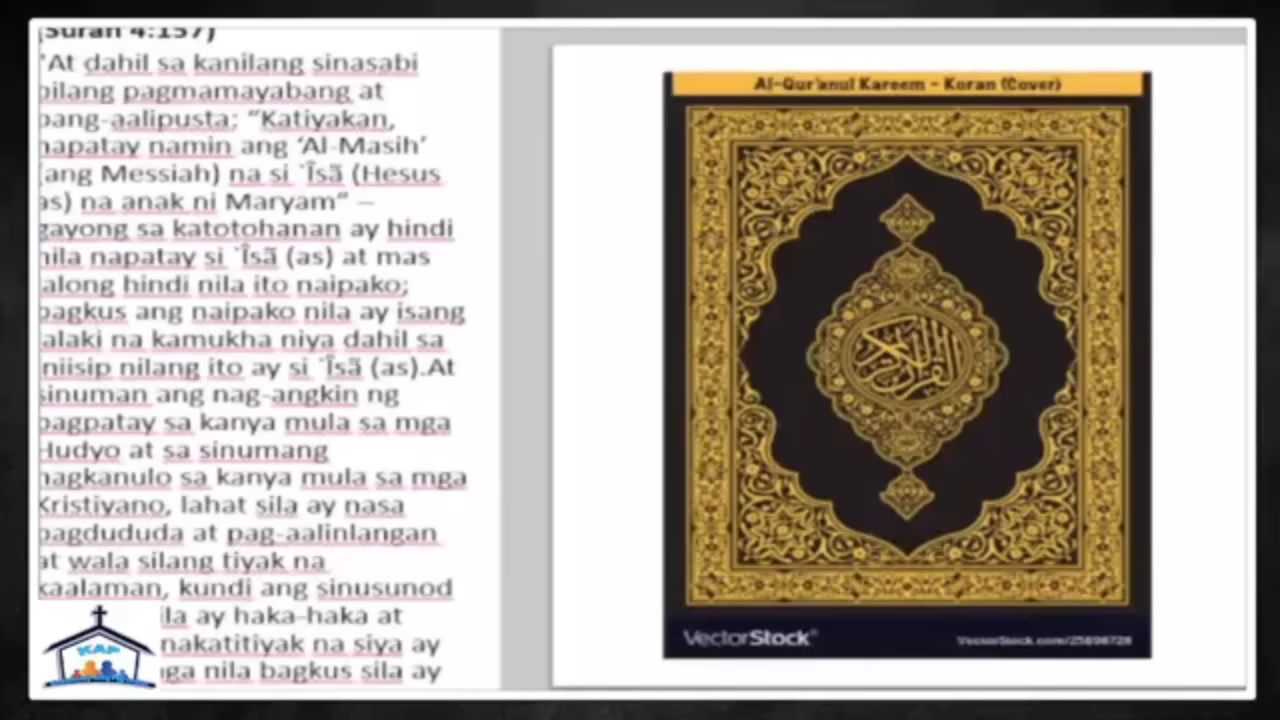 (Surah 4:157)
"At dahil sa kanilang sinasabi
bilang pagmamayabang at
pang-aalipusta: "Katiyakan,
napatay namin ang 'Al-Masih'
(ang Messiah) na si `Îsã (Hesus
as) na anak ni Maryam" –
gayong sa katotohanan ay hindi
nila napatay si `Îsã (as) at mas
lalong hindi nila ito naipako;
bagkus ang naipako nila ay isang
lalaki na kamukha niya dahil sa
iniisip nilang ito ay si `Îsã (as).At
sinuman ang nag-angkin ng
pagpatay sa kanya mula sa mga
Hudyo at sa sinumang
nagkanulo sa kanya mula sa mga
Kristiyano, lahat sila ay nasa
pagdududa at pag-aalinlangan
at wala silang tiyak na
kaalaman, kundi ang sinusunod
ila ay haka-haka at
nakatitiyak na siya ay
nga nila bagkus sila ay
KAP
Al-Qur'anul Kareem - Koran (Cover)
القرآن الكريم
VectorStock®
VectorStock.com/25898728